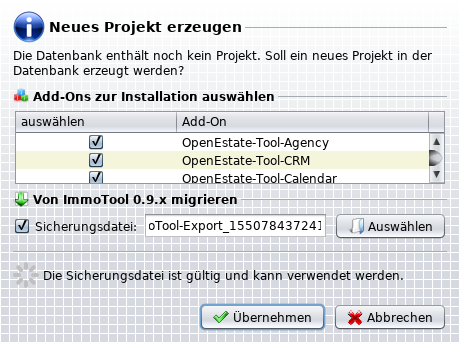 Neues Projekt erzeugen
Die Datenbank enthält noch kein Projekt. Soll ein neues Projekt in der
Datenbank erzeugt werden?
Add-Ons zur Installation auswählen
auswählen Add-On
OpenEstate-Tool-Agency
OpenEstate-Tool-CRM
OpenEstate-Tool-Calendar
Von ImmoTool 0.9.x migrieren
Sicherungsdatei: oTool-Export_155078437241 Auswählen
Die Sicherungsdatei ist gültig und kann verwendet werden.
Übernehmen Abbrechen